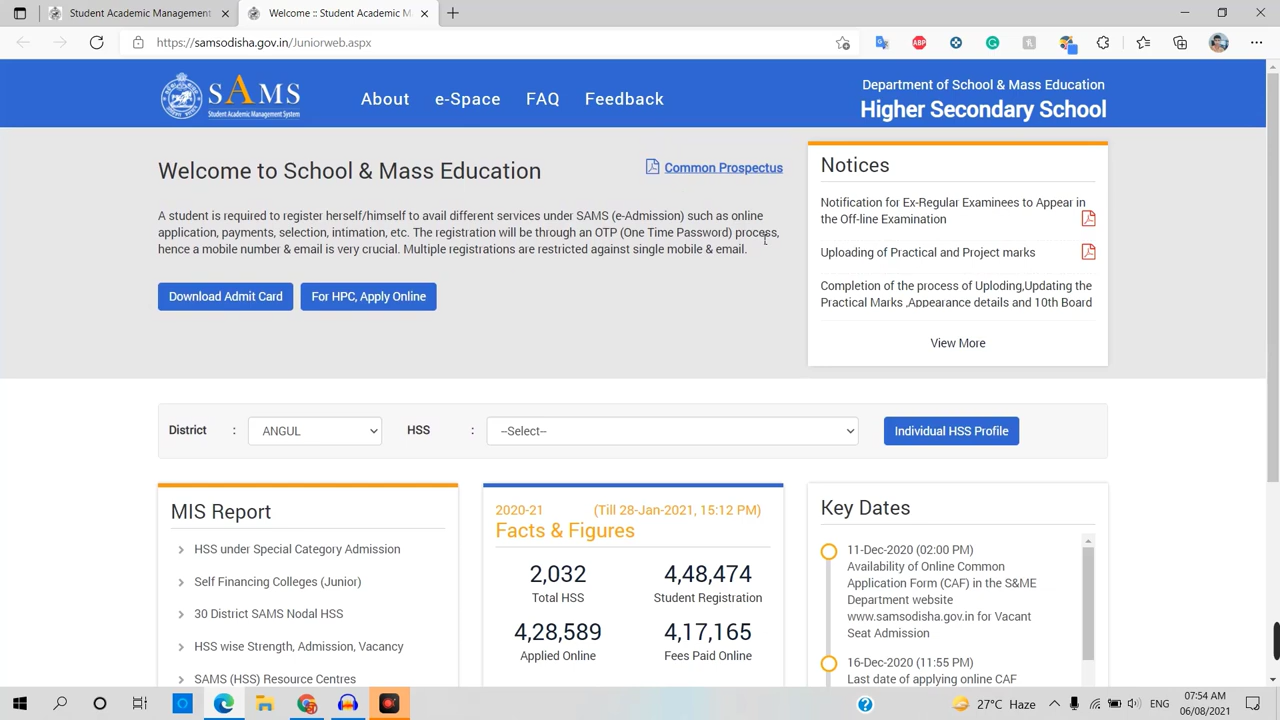 Student Academic Management
Welcome :: Student Academic M
https://samsodisha.gov.in/Juniorweb.aspx
SAMS
Student Academic Management System
About
e-Space
FAQ
Feedback
Department of School & Mass Education
Higher Secondary School
Welcome to School & Mass Education
Common Prospectus
A student is required to register herself/himself to avail different services under SAMS (e-Admission) such as online
application, payments, selection, intimation, etc. The registration will be through an OTP (One Time Password) process,
hence a mobile number & email is very crucial. Multiple registrations are restricted against single mobile & email.
Download Admit Card
For HPC, Apply Online
Notices
Notification for Ex-Regular Examinees to Appear in
the Off-line Examination
Uploading of Practical and Project marks
Completion of the process of Uploding,Updating the
Practical Marks ,Appearance details and 10th Board
View More
District :
ANGUL
HSS :
--Select--
Individual HSS Profile
MIS Report
HSS under Special Category Admission
Self Financing Colleges (Junior)
30 District SAMS Nodal HSS
HSS wise Strength, Admission, Vacancy
SAMS (HSS) Resource Centres
2020-21 (Till 28-Jan-2021, 15:12 PM)
Facts & Figures
2,032
Total HSS
4,48,474
Student Registration
4,28,589
Applied Online
4,17,165
Fees Paid Online
Key Dates
11-Dec-2020 (02:00 PM)
Availability of Online Common
Application Form (CAF) in the S&ME
Department website
www.samsodisha.gov.in for Vacant
Seat Admission
16-Dec-2020 (11:55 PM)
Last date of applying online CAF
27°C Haze
ENG
07:54 AM
06/08/2021
ABP